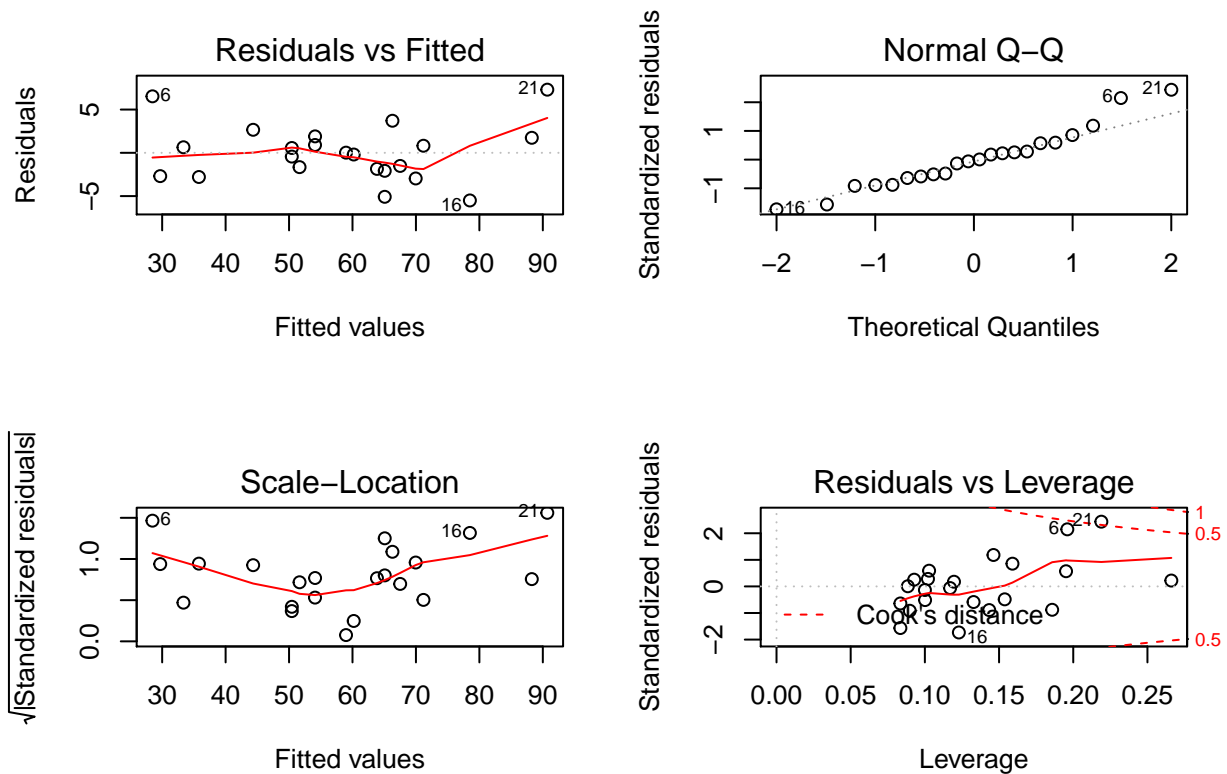 Residuals vs Fitted
Residuals
5
−5
6
21
16
30 40 50 60 70 80 90
Fitted values
Normal Q−Q
Standardized residuals
1
−1
6
21
16
−2 −1 0 1 2
Theoretical Quantiles
Scale−Location
√|Standardized residuals|
1.0
0.0
6
16
21
30 40 50 60 70 80 90
Fitted values
Residuals vs Leverage
Standardized residuals
2
0
−2
6
21
1
0.5
Cook's distance
16
0.5
0.00 0.05 0.10 0.15 0.20 0.25
Leverage